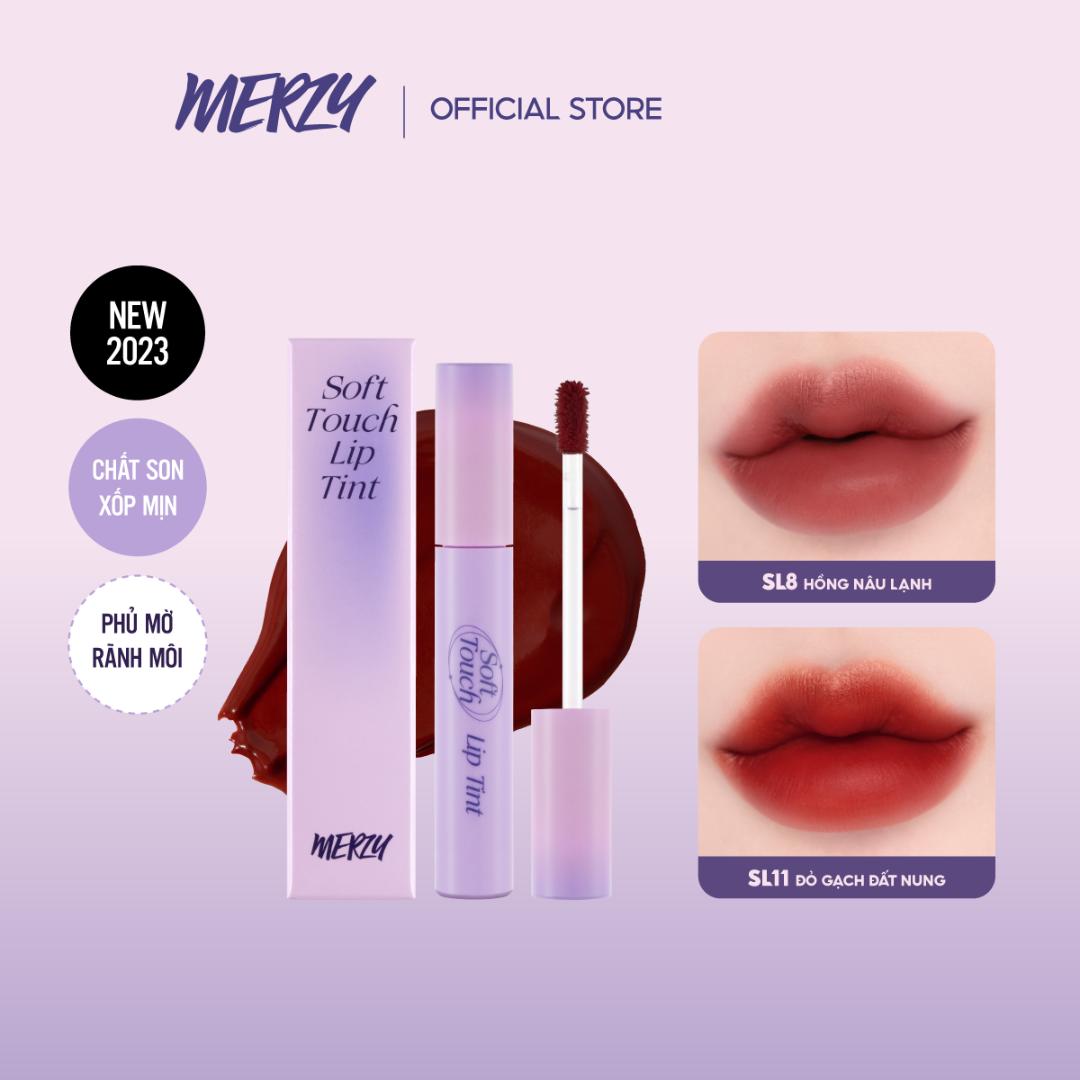 MERZY
OFFICIAL STORE
NEW
2023
CHẤT SON
XỐP MỊN
PHỦ MỜ
RÃNH MÔI
Soft
Touch
Lip
Tint
MERZY
Soft
Touch
Lip Tint
SL8 HỒNG NÂU LẠNH
SL11 ĐỎ GẠCH ĐẤT NUNG